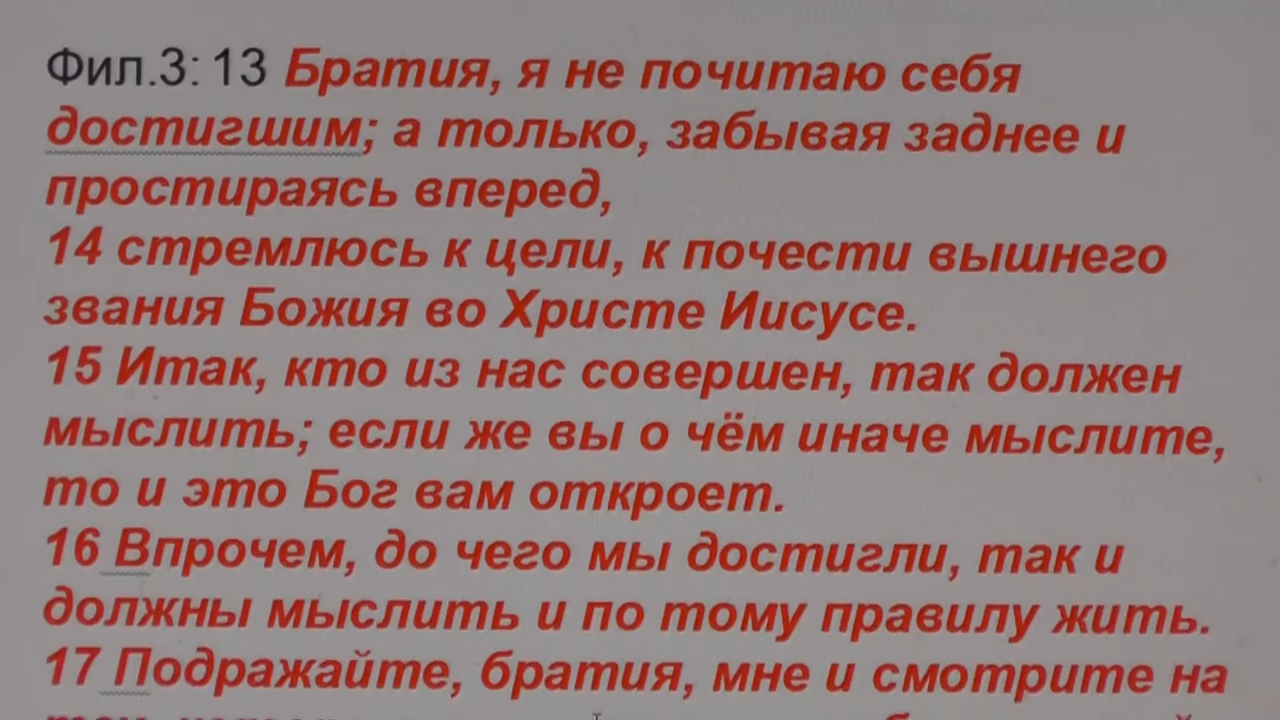 Фил.3: 13 Братия, я не почитаю себя
достигшим; а только, забывая заднее и
простираясь вперед,
14 стремлюсь к цели, к почести вышнего
звания Божия во Христе Иисусе.
15 Итак, кто из нас совершен, так должен
мыслить; если же вы о чём иначе мыслите,
то и это Бог вам откроет.
16 Впрочем, до чего мы достигли, так и
должны мыслить и по тому правилу жить.
17 Подражайте, братия, мне и смотрите на